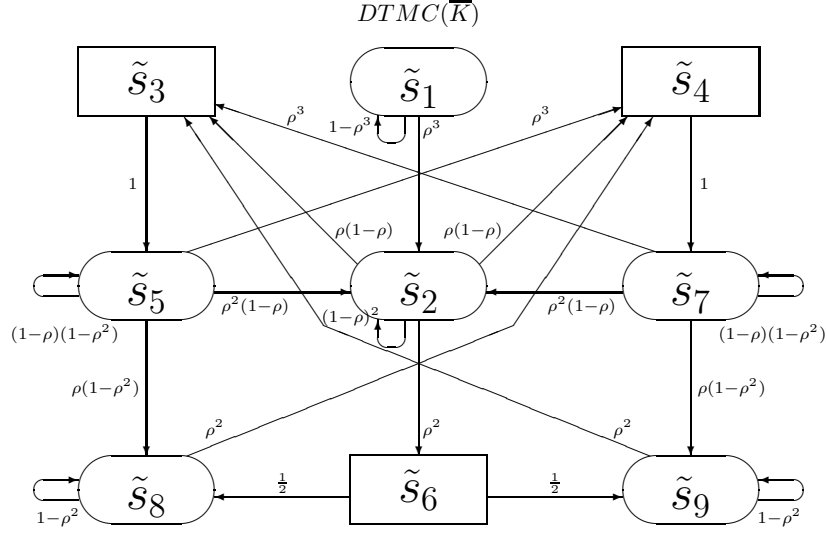 DTMC(K̅)
s̃₃ s̃₁ s̃₄
ρ³ ρ³
1−ρ³ ρ³
1 1
ρ(1−ρ) ρ(1−ρ)
s̃₅ s̃₂ s̃₇
ρ²(1−ρ) ρ²(1−ρ)
(1−ρ)²
(1−ρ)(1−ρ²) (1−ρ)(1−ρ²)
ρ(1−ρ²) ρ(1−ρ²)
ρ² ρ² ρ²
s̃₈ ½ s̃₆ ½ s̃₉
1−ρ² 1−ρ²